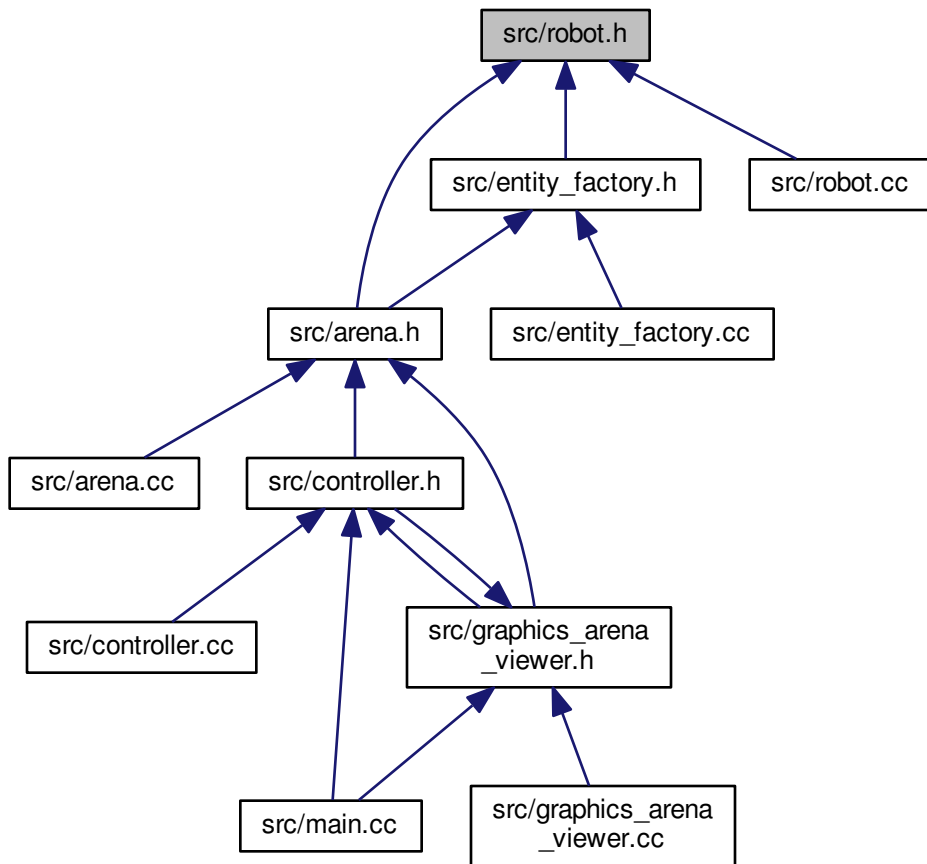 src/robot.h
src/entity_factory.h
src/robot.cc
src/arena.h
src/entity_factory.cc
src/arena.cc
src/controller.h
src/controller.cc
src/graphics_arena
_viewer.h
src/main.cc
src/graphics_arena
_viewer.cc